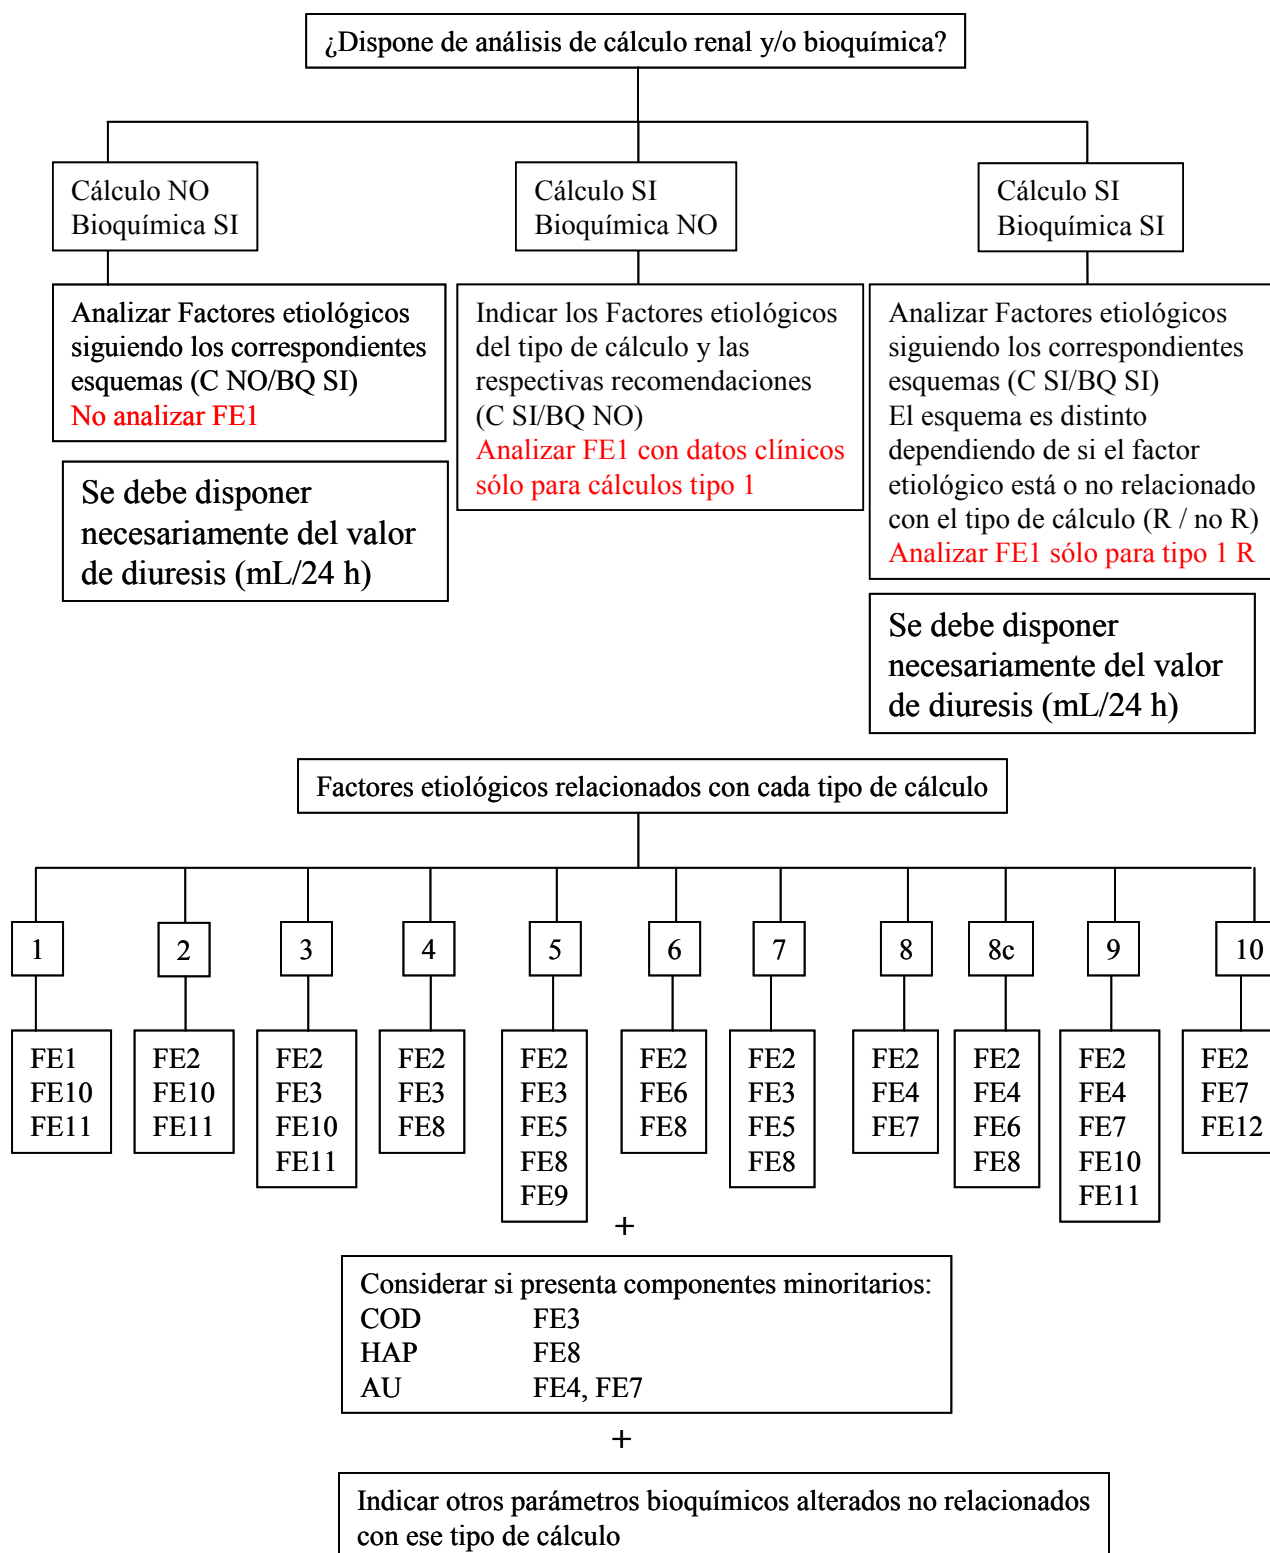 ¿Dispone de análisis de cálculo renal y/o bioquímica?
Cálculo NO
Bioquímica SI
Cálculo SI
Bioquímica NO
Cálculo SI
Bioquímica SI
Analizar Factores etiológicos
siguiendo los correspondientes
esquemas (C NO/BQ SI)
No analizar FE1
Se debe disponer
necesariamente del valor
de diuresis (mL/24 h)
Indicar los Factores etiológicos
del tipo de cálculo y las
respectivas recomendaciones
(C SI/BQ NO)
Analizar FE1 con datos clínicos
sólo para cálculos tipo 1
Analizar Factores etiológicos
siguiendo los correspondientes
esquemas (C SI/BQ SI)
El esquema es distinto
dependiendo de si el factor
etiológico está o no relacionado
con el tipo de cálculo (R / no R)
Analizar FE1 sólo para tipo 1 R
Se debe disponer
necesariamente del valor
de diuresis (mL/24 h)
Factores etiológicos relacionados con cada tipo de cálculo
1
FE1
FE10
FE11
2
FE2
FE10
FE11
3
FE2
FE3
FE10
FE11
4
FE2
FE3
FE8
5
FE2
FE3
FE5
FE8
FE9
6
FE2
FE6
FE8
7
FE2
FE3
FE5
FE8
8
FE2
FE4
FE7
8c
FE2
FE4
FE6
FE8
9
FE2
FE4
FE7
FE10
FE11
10
FE2
FE7
FE12
+
Considerar si presenta componentes minoritarios:
COD FE3
HAP FE8
AU FE4, FE7
+
Indicar otros parámetros bioquímicos alterados no relacionados
con ese tipo de cálculo